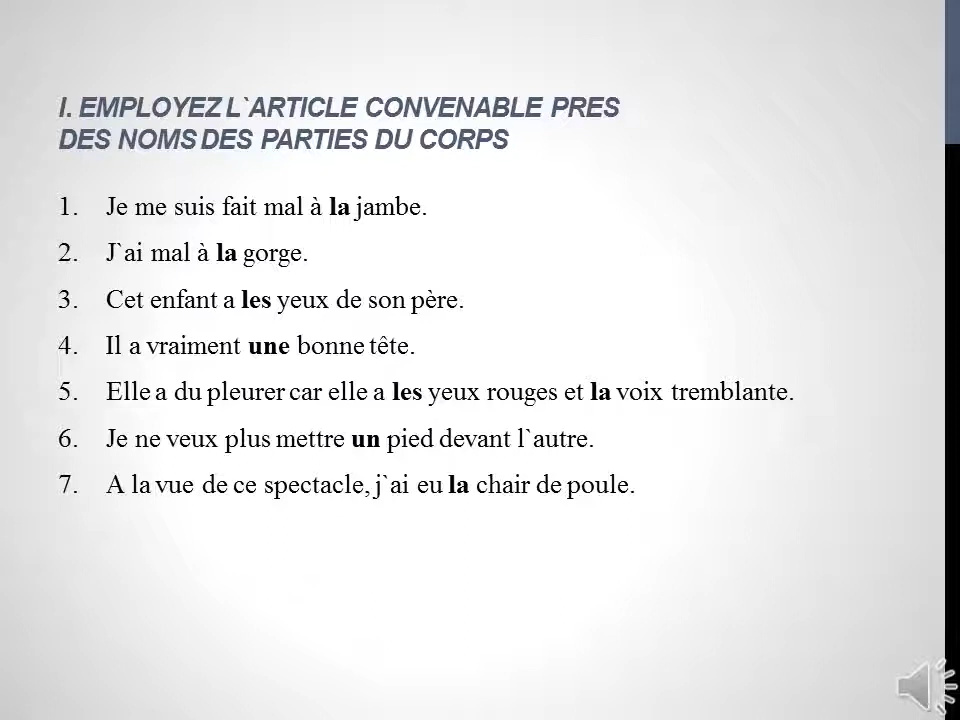 I. EMPLOYEZ L`ARTICLE CONVENABLE PRES
DES NOMS DES PARTIES DU CORPS
1. Je me suis fait mal à la jambe.
2. J`ai mal à la gorge.
3. Cet enfant a les yeux de son père.
4. Il a vraiment une bonne tête.
5. Elle a du pleurer car elle a les yeux rouges et la voix tremblante.
6. Je ne veux plus mettre un pied devant l`autre.
7. A la vue de ce spectacle, j`ai eu la chair de poule.